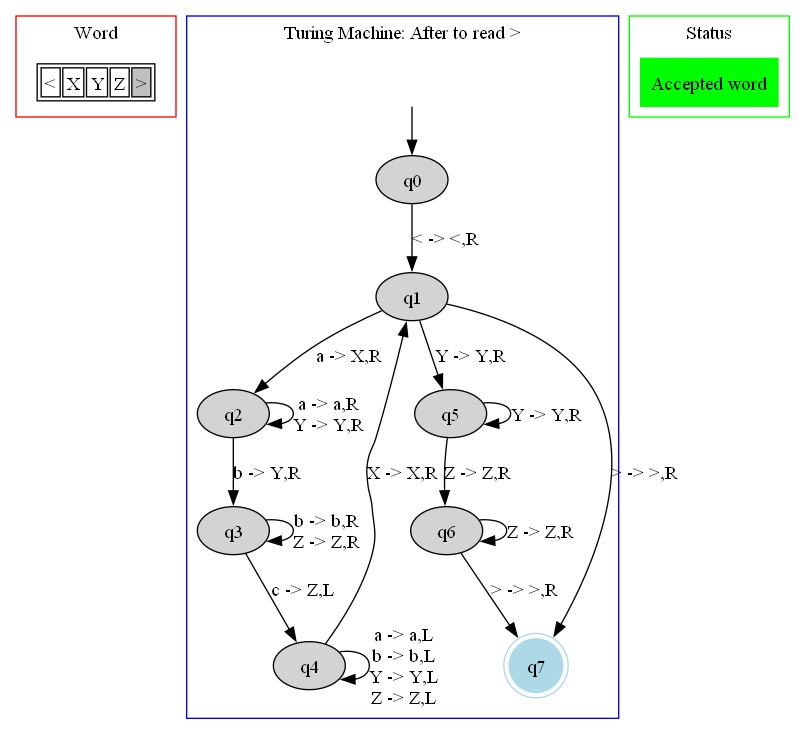 Word
< X Y Z >
Turing Machine: After to read >
Status
Accepted word
q0
< -> <,R
q1
a -> X,R
Y -> Y,R
q2
a -> a,R
Y -> Y,R
q5
Y -> Y,R
b -> Y,R
X -> X,R
Z -> Z,R
> -> >,R
q3
b -> b,R
Z -> Z,R
q6
Z -> Z,R
c -> Z,L
> -> >,R
q4
a -> a,L
b -> b,L
Y -> Y,L
Z -> Z,L
q7